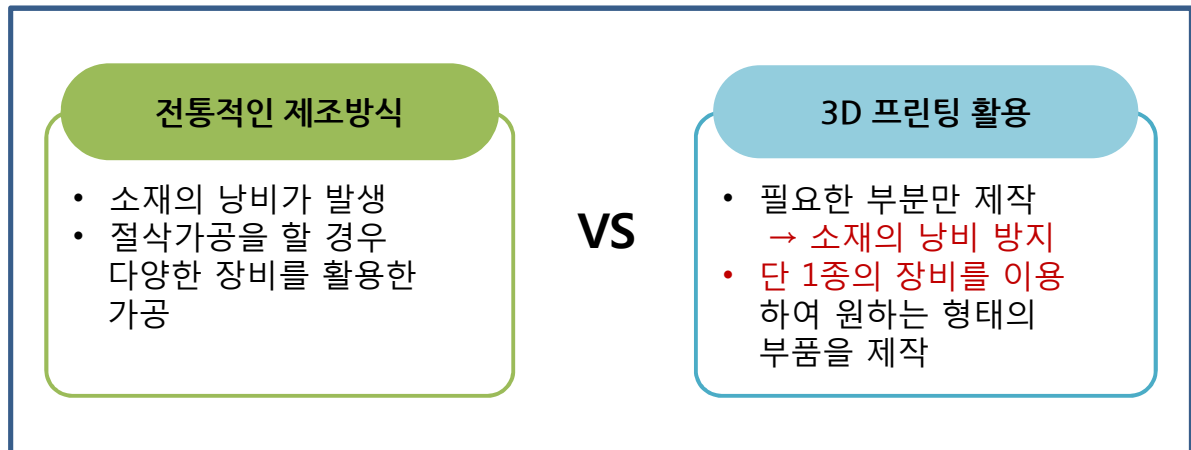 전통적인 제조방식
• 소재의 낭비가 발생
• 절삭가공을 할 경우
다양한 장비를 활용한
가공
VS
3D 프린팅 활용
• 필요한 부분만 제작
→ 소재의 낭비 방지
• 단 1종의 장비를 이용
하여 원하는 형태의
부품을 제작